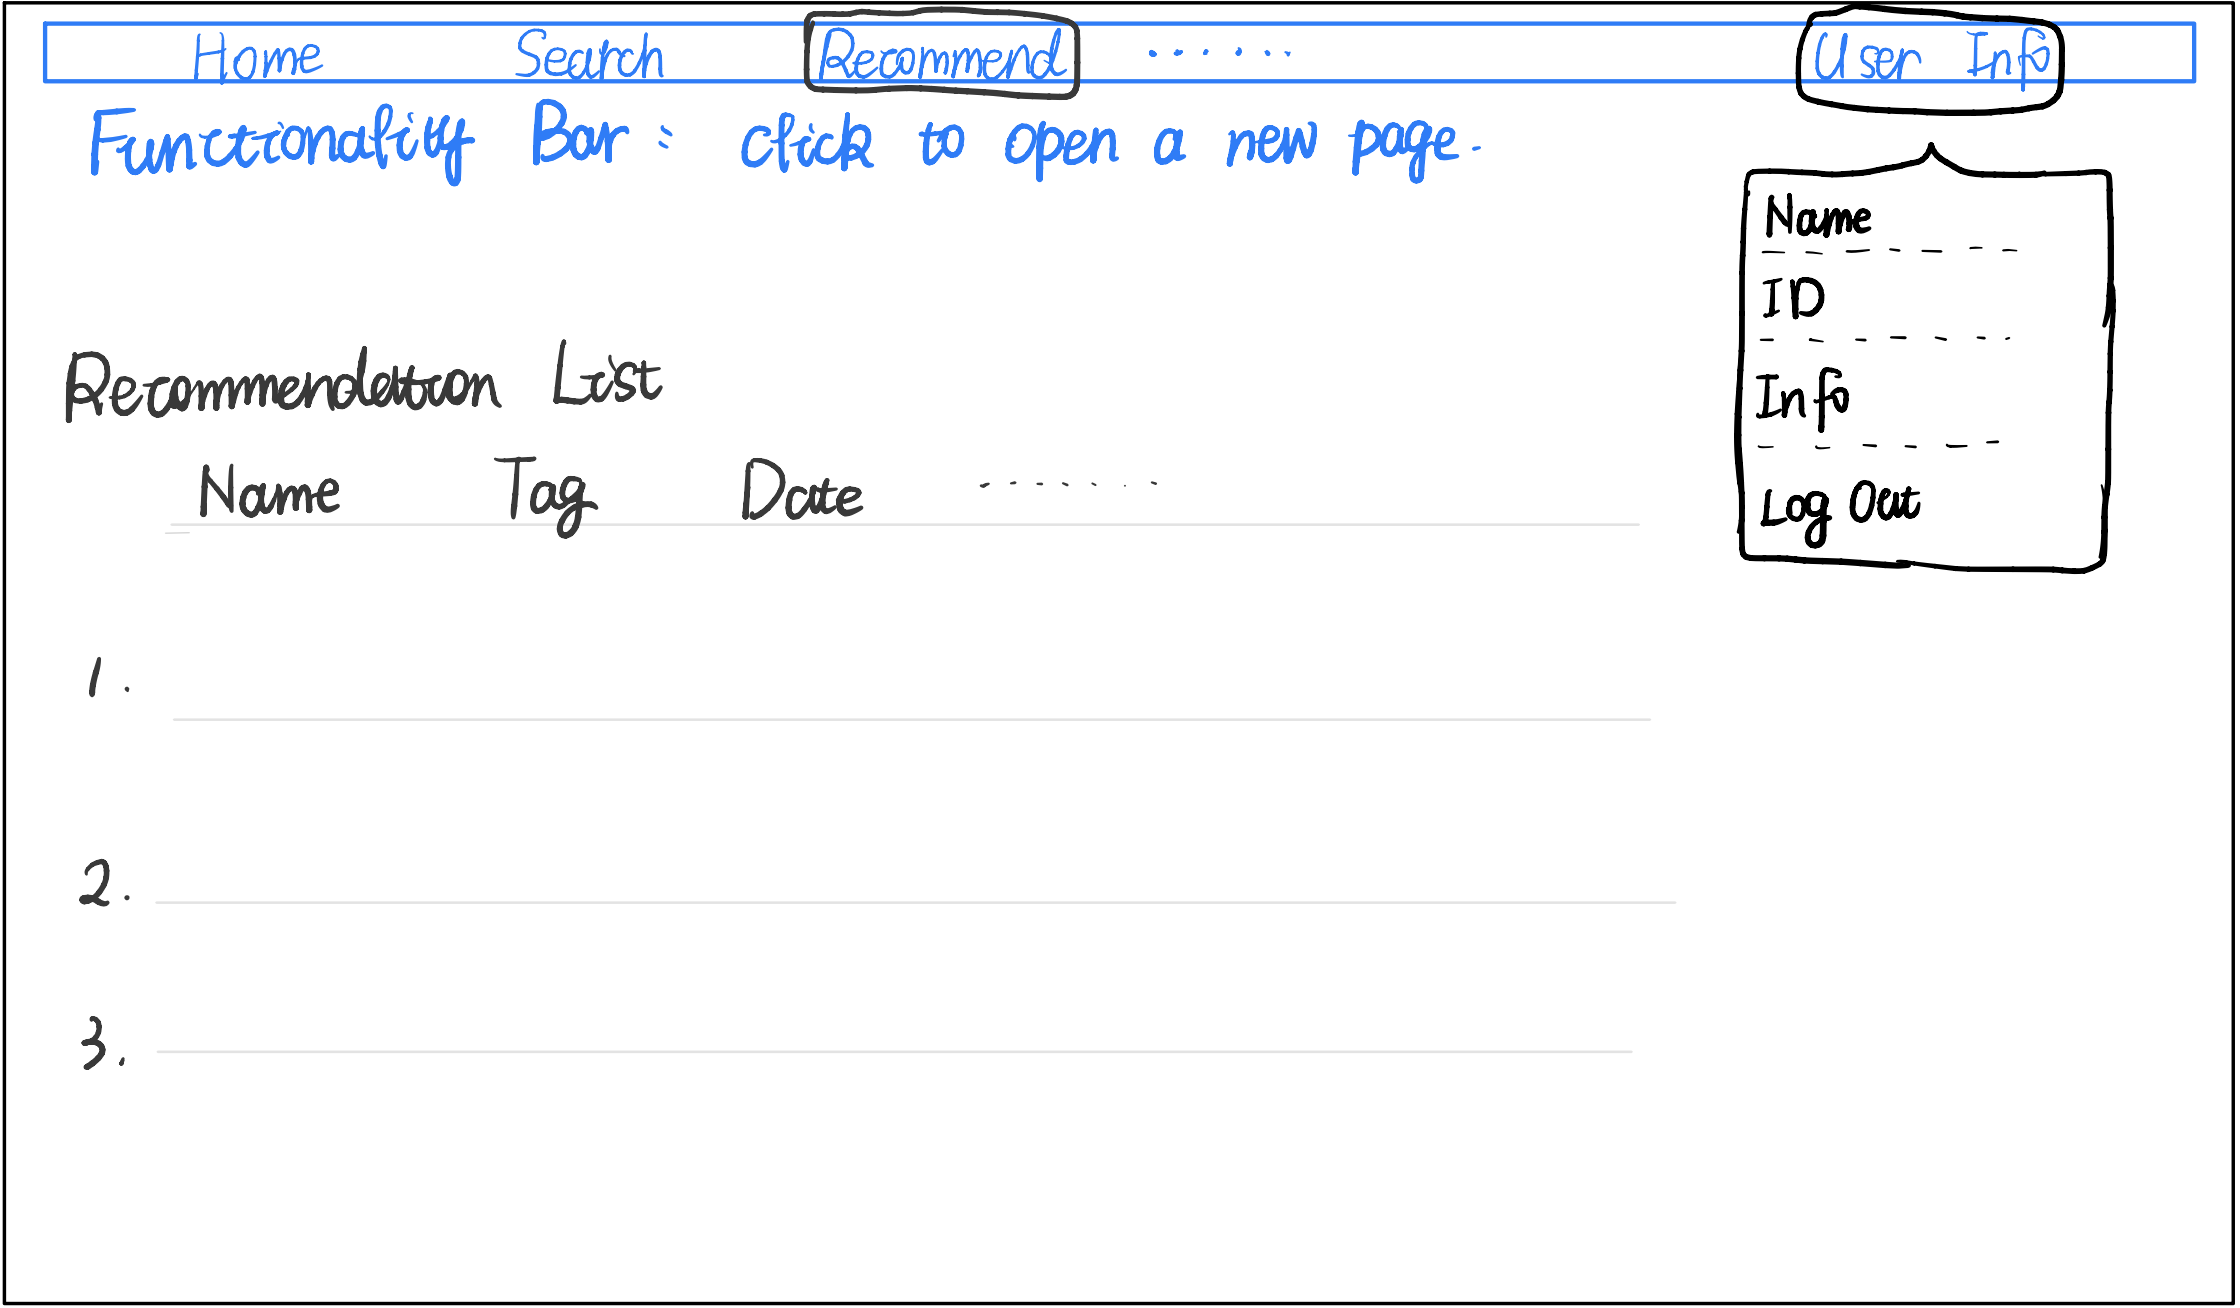 Home Search Recommend ...... User Info
Functionality Bar: click to open a new page.
Name
ID
Info
Log Out
Recommendation List
Name Tag Date .......
1.
2.
3.